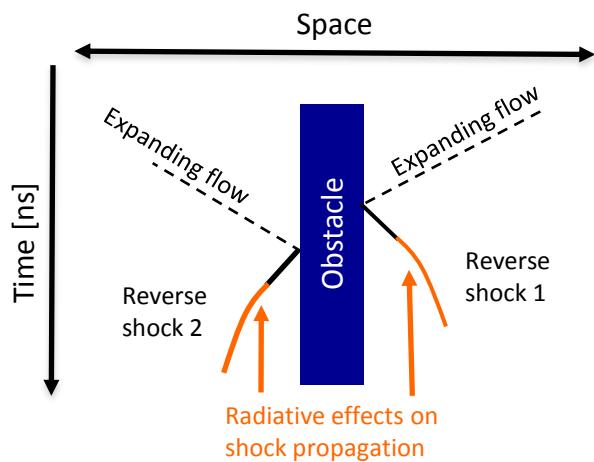 Space
Time [ns]
Expanding flow
Expanding flow
Obstacle
Reverse
shock 2
Reverse
shock 1
Radiative effects on
shock propagation